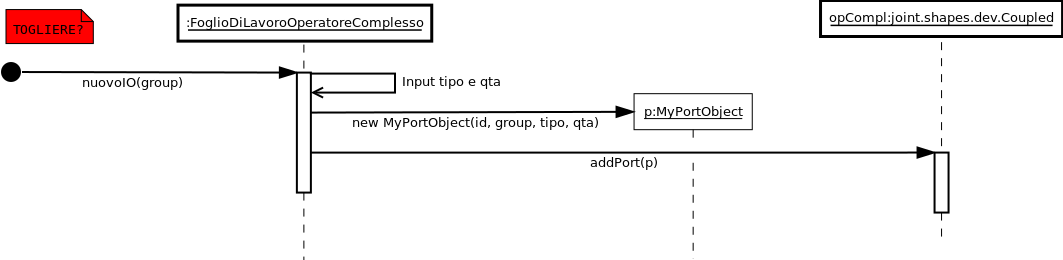 TOGLIERE?
:FoglioDiLavoroOperatoreComplesso
opCompl:joint.shapes.dev.Coupled
nuovoIO(group)
Input tipo e qta
p:MyPortObject
new MyPortObject(id, group, tipo, qta)
addPort(p)